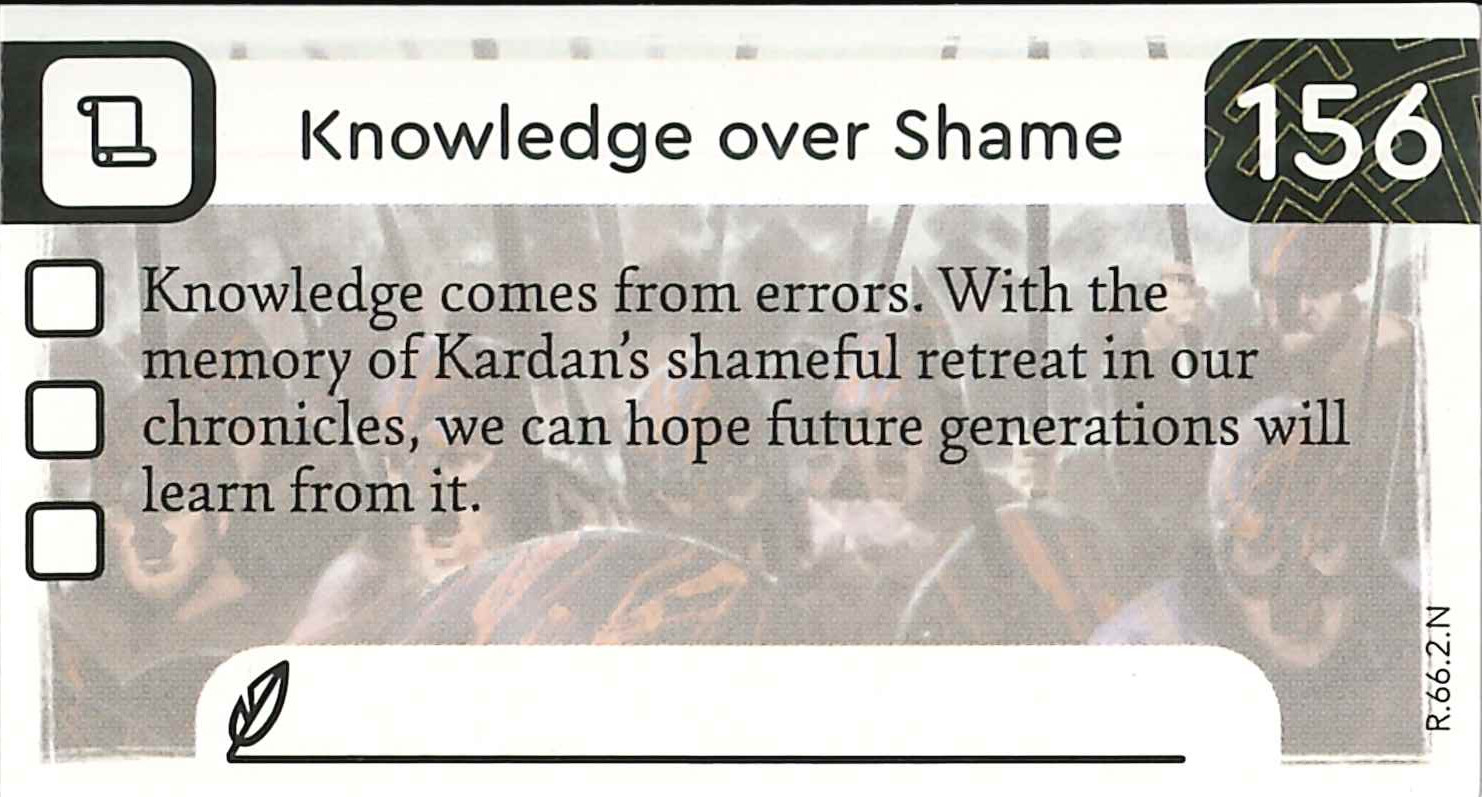 Knowledge over Shame
156
Knowledge comes from errors. With the
memory of Kardan's shameful retreat in our
chronicles, we can hope future generations will
learn from it.
R.66.2.N